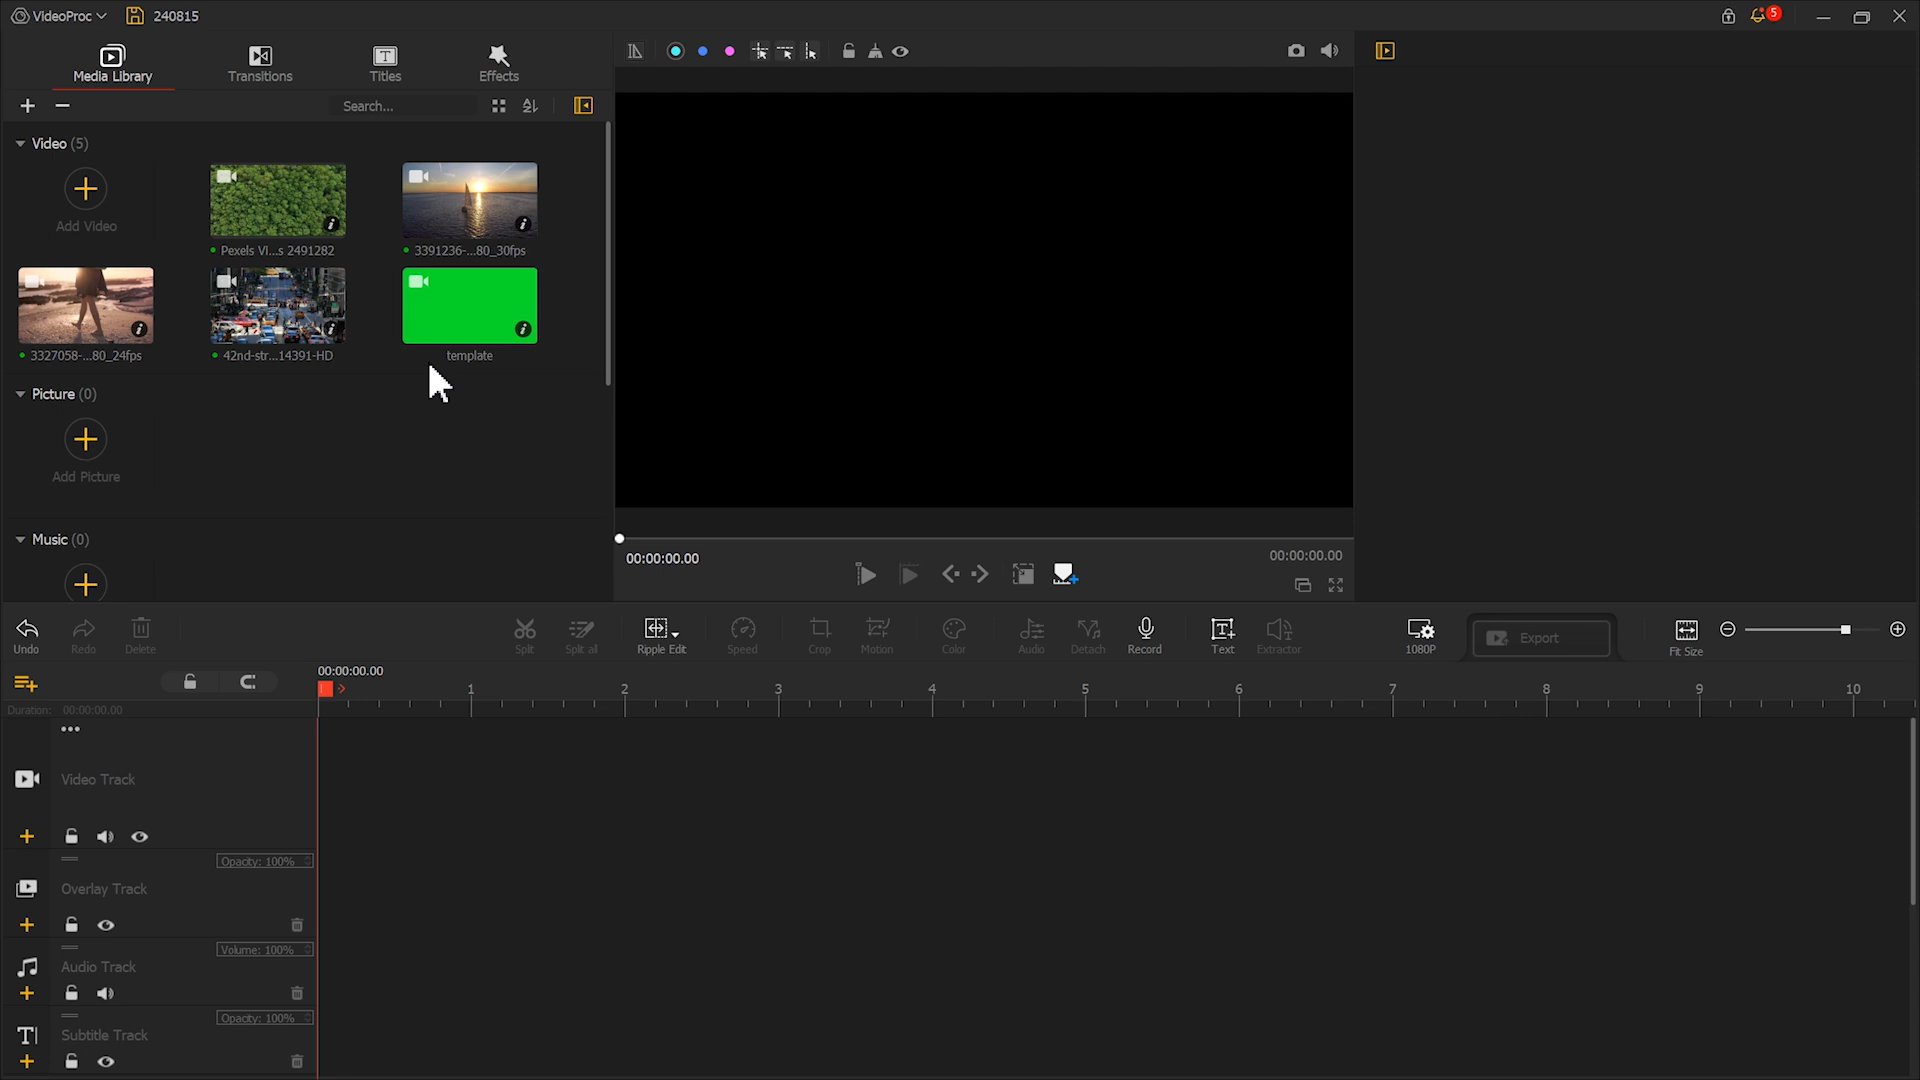 VideoProc
240815
5
Media Library
Transitions
Titles
Effects
Search...
Video (5)
Add Video
Pexels Vi...s 2491282
3391236-...80_30fps
3327058-...80_24fps
42nd-str...14391-HD
template
Picture (0)
Add Picture
Music (0)
00:00:00.00
00:00:00.00
Undo
Redo
Delete
Split
Split all
Ripple Edit
Speed
Crop
Motion
Color
Audio
Detach
Record
Text
Extractor
1080P
Export
Fit Size
00:00:00.00
1 2 3 4 5 6 7 8 9 10
Duration: 00:00:00.00
Video Track
Opacity: 100%
Overlay Track
Volume: 100%
Audio Track
Opacity: 100%
Subtitle Track